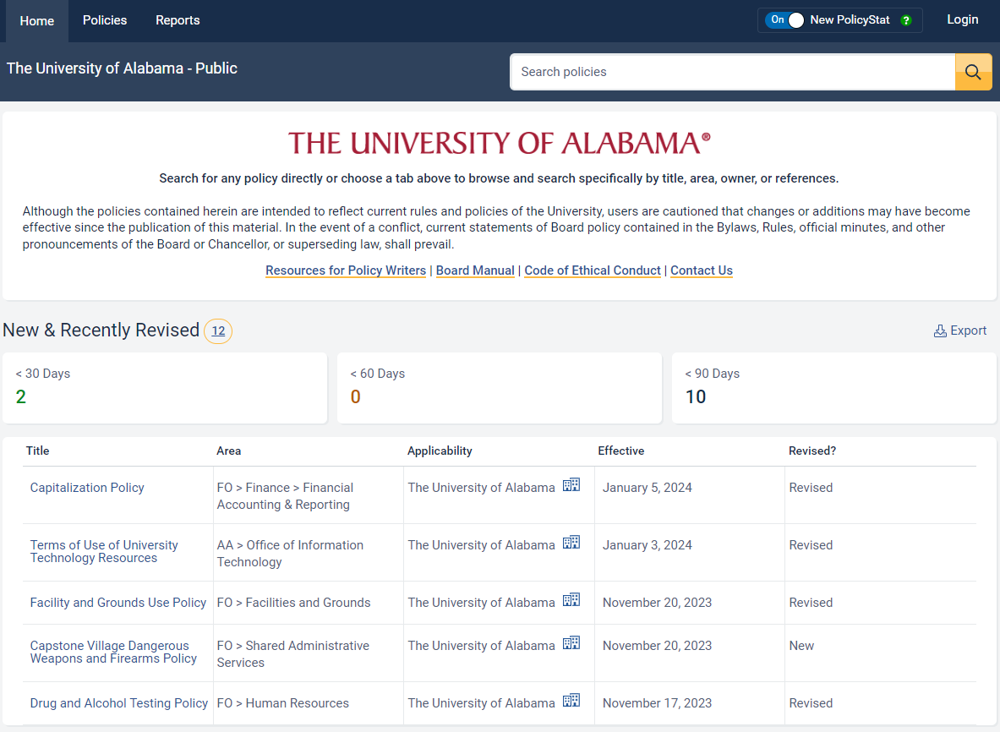 Home Policies Reports On New PolicyStat ? Login
The University of Alabama - Public Search policies
THE UNIVERSITY OF ALABAMA®
Search for any policy directly or choose a tab above to browse and search specifically by title, area, owner, or references.
Although the policies contained herein are intended to reflect current rules and policies of the University, users are cautioned that changes or additions may have become
effective since the publication of this material. In the event of a conflict, current statements of Board policy contained in the Bylaws, Rules, official minutes, and other
pronouncements of the Board or Chancellor, or superseding law, shall prevail.
Resources for Policy Writers | Board Manual | Code of Ethical Conduct | Contact Us
New & Recently Revised 12 Export
< 30 Days < 60 Days < 90 Days
2 0 10
Title Area Applicability Effective Revised?
Capitalization Policy FO > Finance > Financial The University of Alabama January 5, 2024 Revised
Accounting & Reporting
Terms of Use of University AA > Office of Information The University of Alabama January 3, 2024 Revised
Technology Resources Technology
Facility and Grounds Use Policy FO > Facilities and Grounds The University of Alabama November 20, 2023 Revised
Capstone Village Dangerous FO > Shared Administrative The University of Alabama November 20, 2023 New
Weapons and Firearms Policy Services
Drug and Alcohol Testing Policy FO > Human Resources The University of Alabama November 17, 2023 Revised